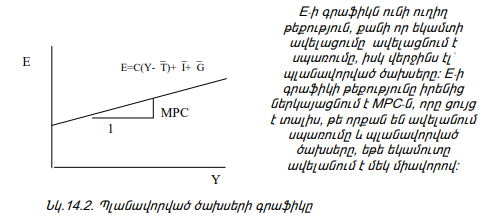 E-ի գրաֆիկն ունի ուղիղ
թեքություն, քանի որ եկամտի
ավելացումը ավելացնում է
սպառումը, իսկ վերջինս էլ՝
պլանավորված ծախսերը: E-ի
գրաֆիկի թեքությունը իրենից
ներկայացնում է MPC-ն, որը ցույց
է տալիս, թե որքան են ավելանում
սպառումը և պլանավորված
ծախսերը, եթե եկամուտը
ավելանում է մեկ միավորով:
E
E=C(Y- T̅)+ I̅+ G̅
MPC
1
Y
Նկ.14.2. Պլանավորված ծախսերի գրաֆիկը